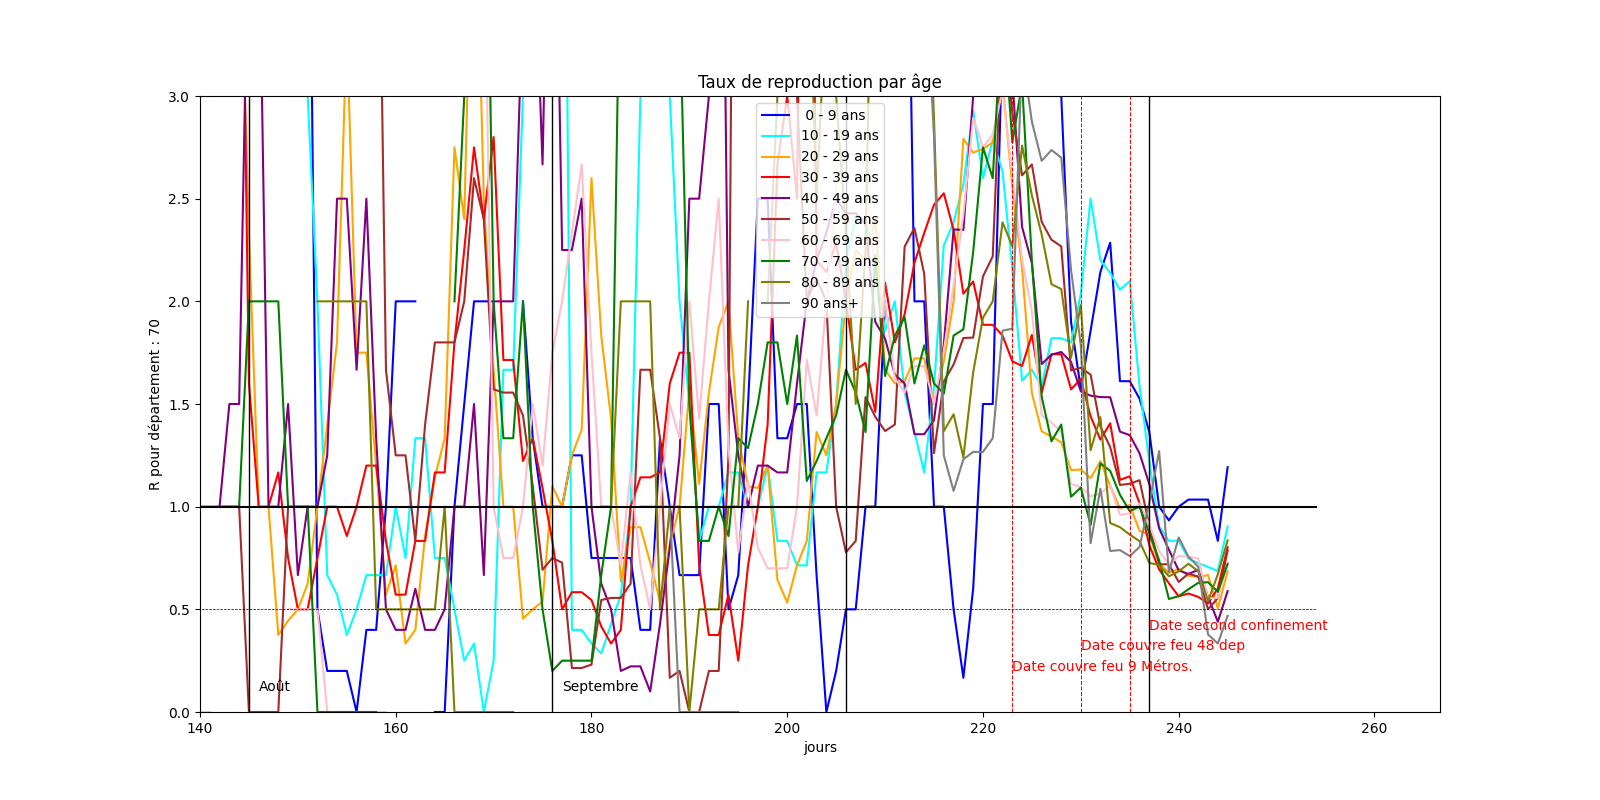 Taux de reproduction par âge
3.0
2.5
2.0
1.5
1.0
0.5
0.0
R pour département : 70
0 - 9 ans
10 - 19 ans
20 - 29 ans
30 - 39 ans
40 - 49 ans
50 - 59 ans
60 - 69 ans
70 - 79 ans
80 - 89 ans
90 ans+
Date second confinement
Date couvre feu 48 dep
Date couvre feu 9 Métros.
Août
Septembre
140
160
180
200
220
240
260
jours